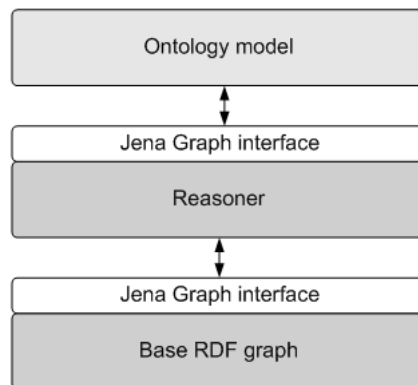 Ontology model
Jena Graph interface
Reasoner
Jena Graph interface
Base RDF graph